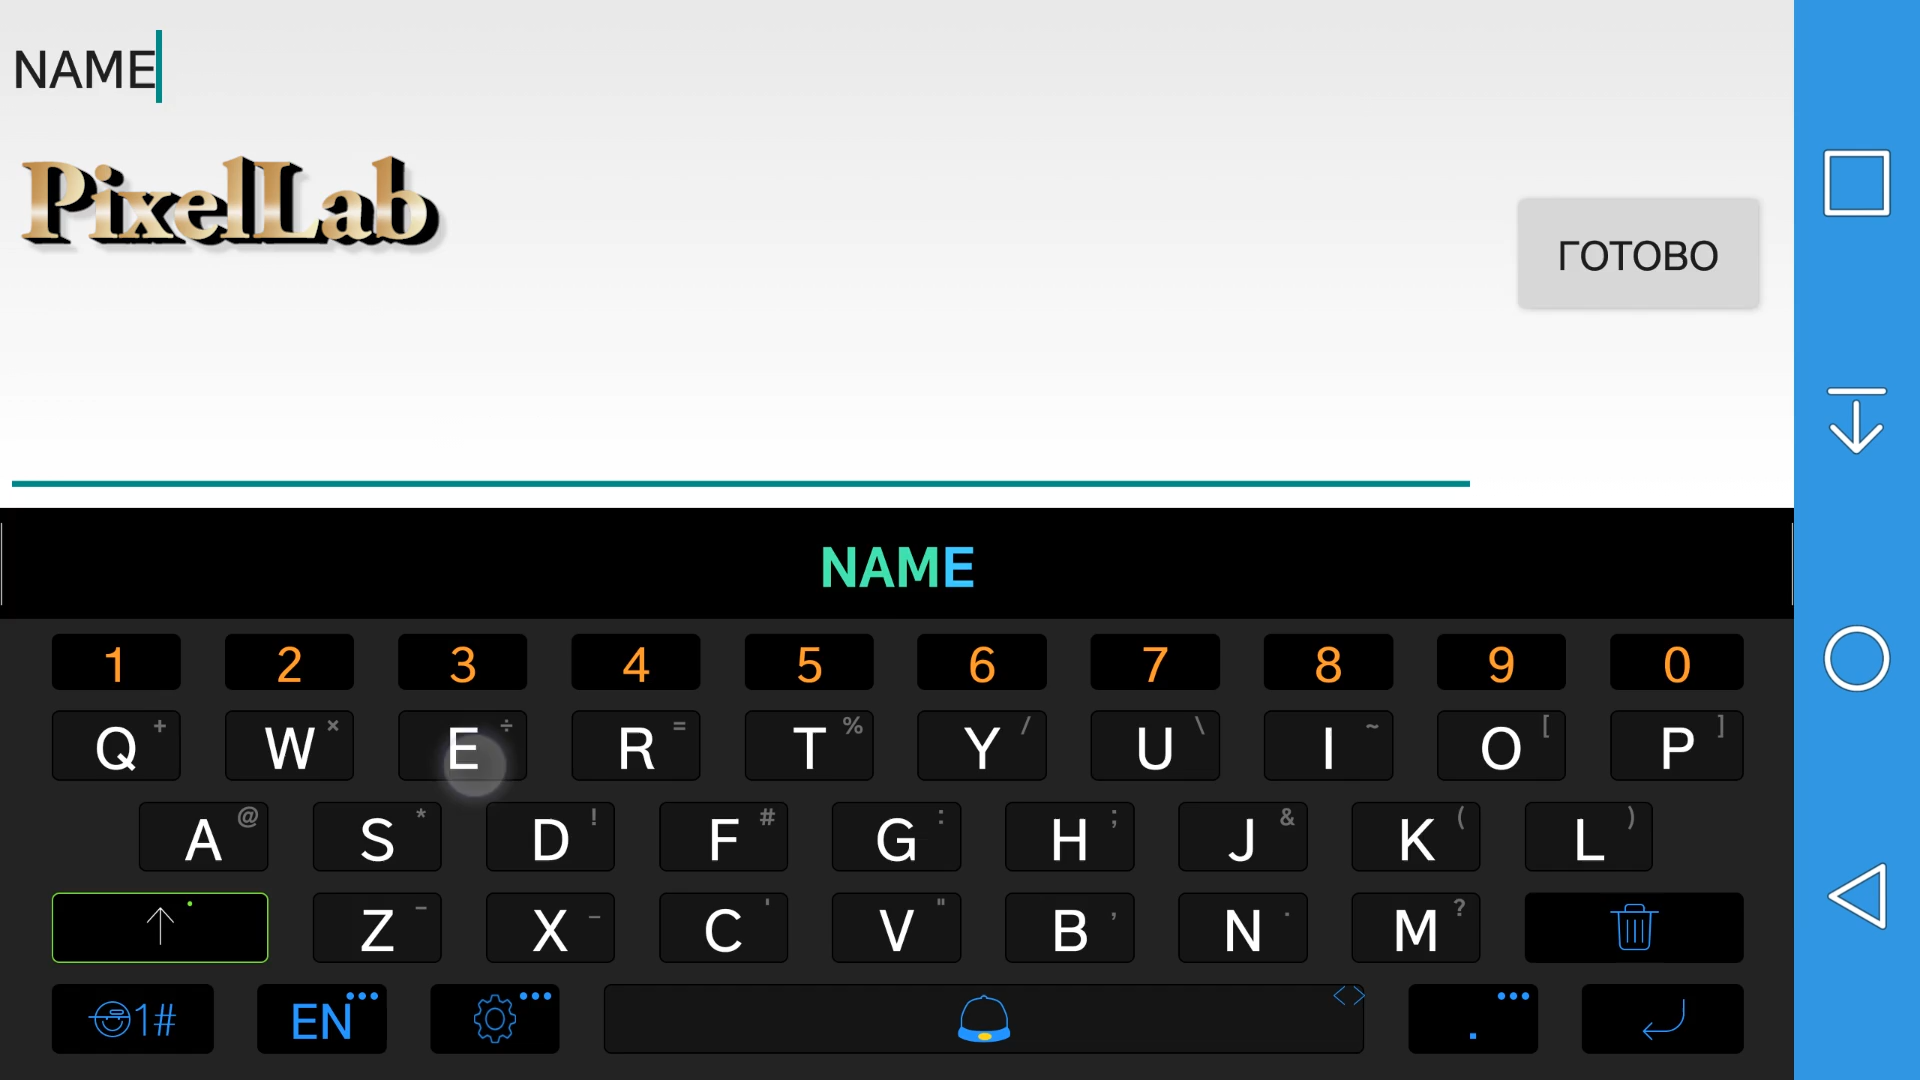 NAME
PixelLab
ГОТОВО
NAME
1 2 3 4 5 6 7 8 9 0
Q + W × E ÷ R = T % Y / U \ I ~ O [ P ]
A @ S * D ! F # G : H ; J & K ( L )
Z - X _ C ' V " B , N . M ?
1# EN ... ... < > . ...